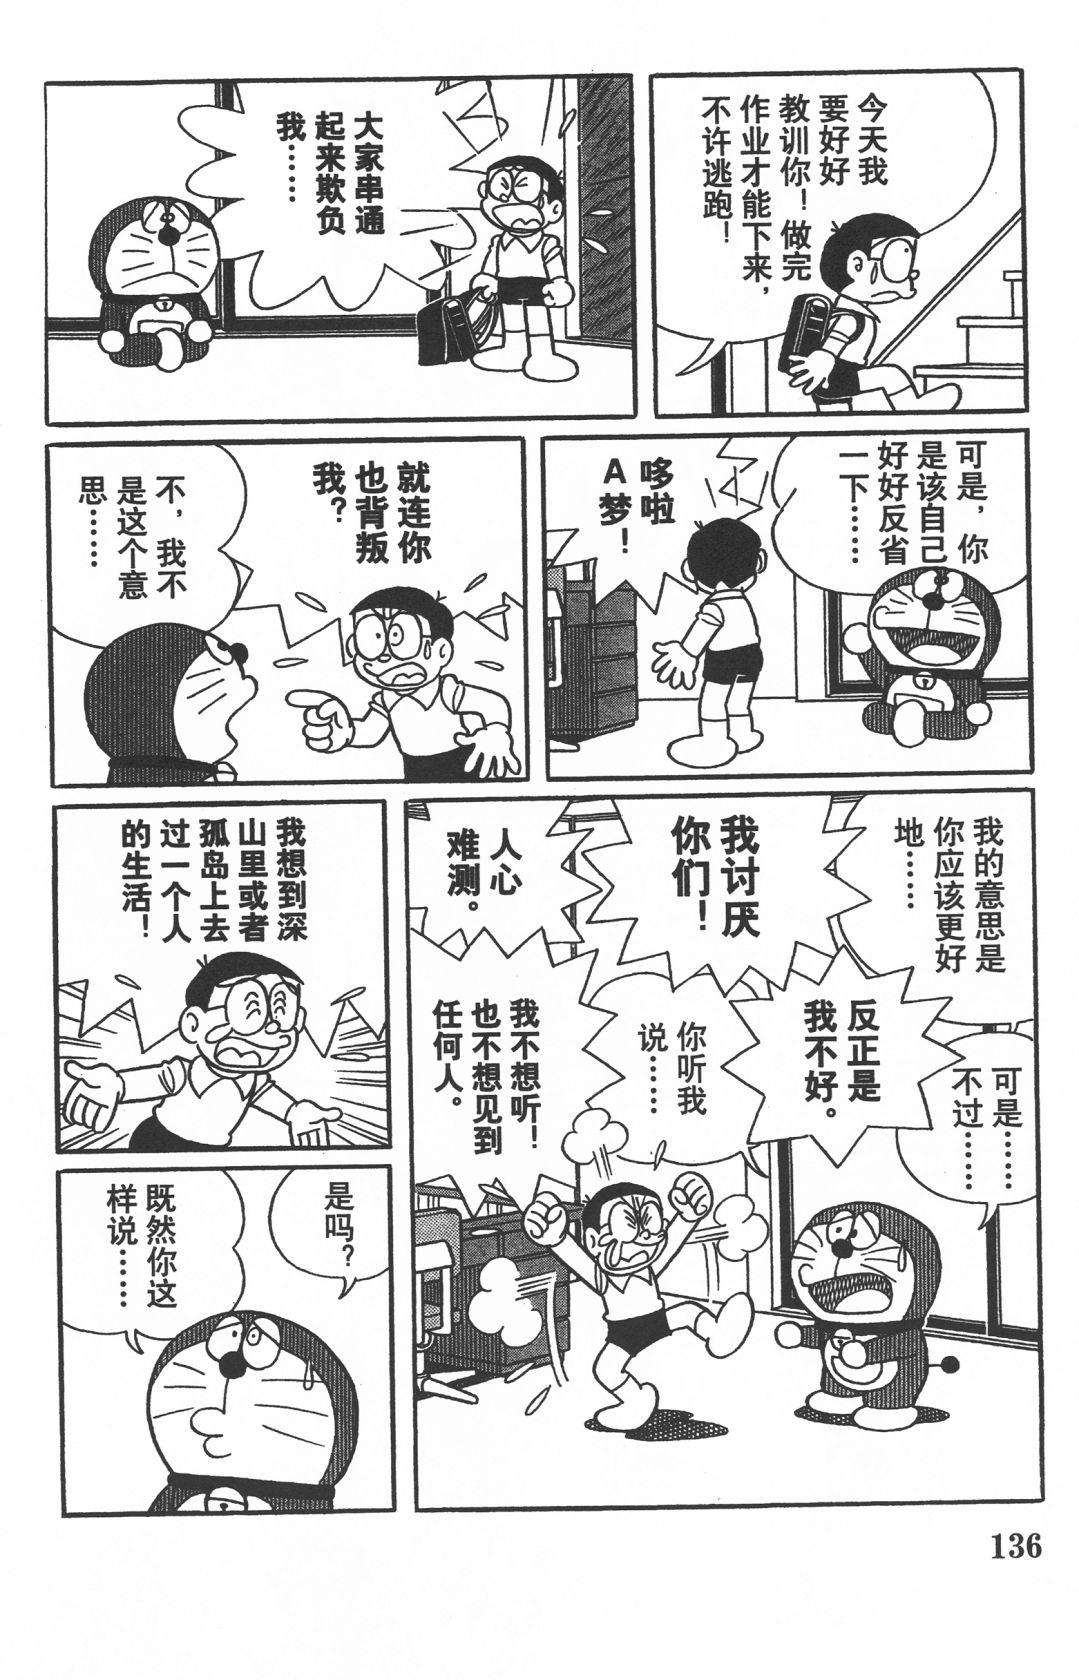 今天我
要好好
教训你！做完
作业才能下来，
不许逃跑！
大家串通
起来欺负
我……
可是，你
是该自己
好好反省
一下……
哆啦
A梦！
就连你
也背叛
我？
不，我不
是这个意
思……
我的意思是
你应该更好
地……
我讨厌
你们！
人心
难测。
可是……
不过……
反正是
我不好。
你听我
说……
我不想听！
也不想见到
任何人。
我想到深
山里或者
孤岛上去
过一个人
的生活！
是吗？
既然你这
样说……
136